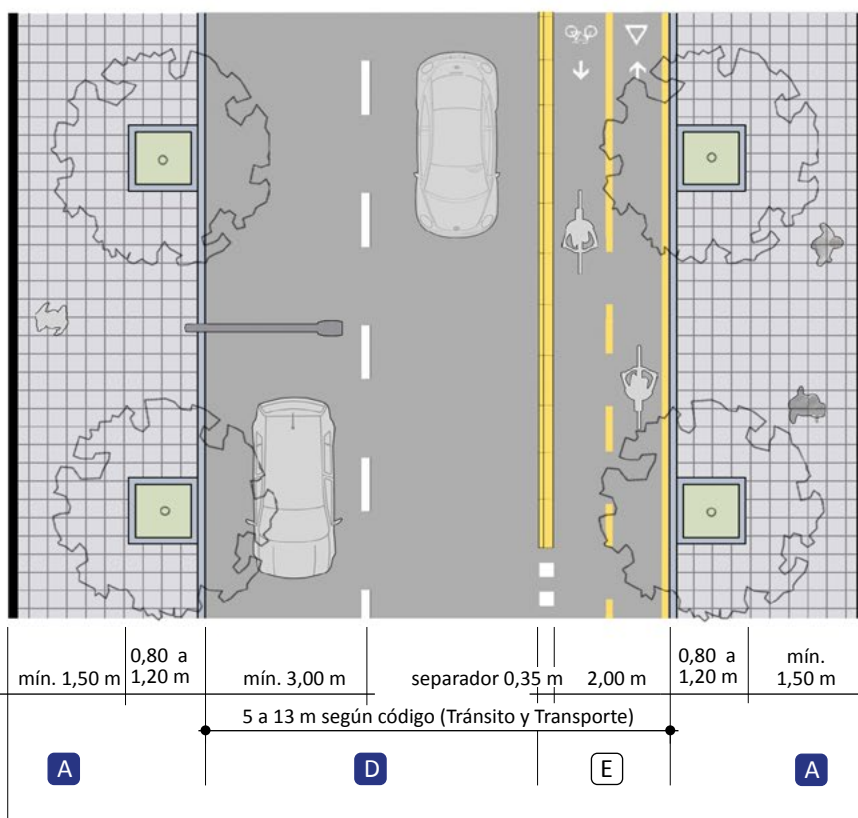 mín. 1,50 m
0,80 a
1,20 m
mín. 3,00 m
separador 0,35 m
2,00 m
0,80 a
1,20 m
mín.
1,50 m
5 a 13 m según código (Tránsito y Transporte)
A
D
E
A